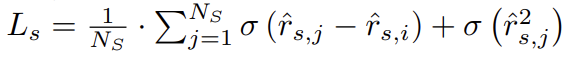 $L_s = \frac{1}{N_S} \cdot \sum_{j=1}^{N_S} \sigma\left(\hat{r}_{s,j} - \hat{r}_{s,i}\right) + \sigma\left(\hat{r}_{s,j}^2\right)$